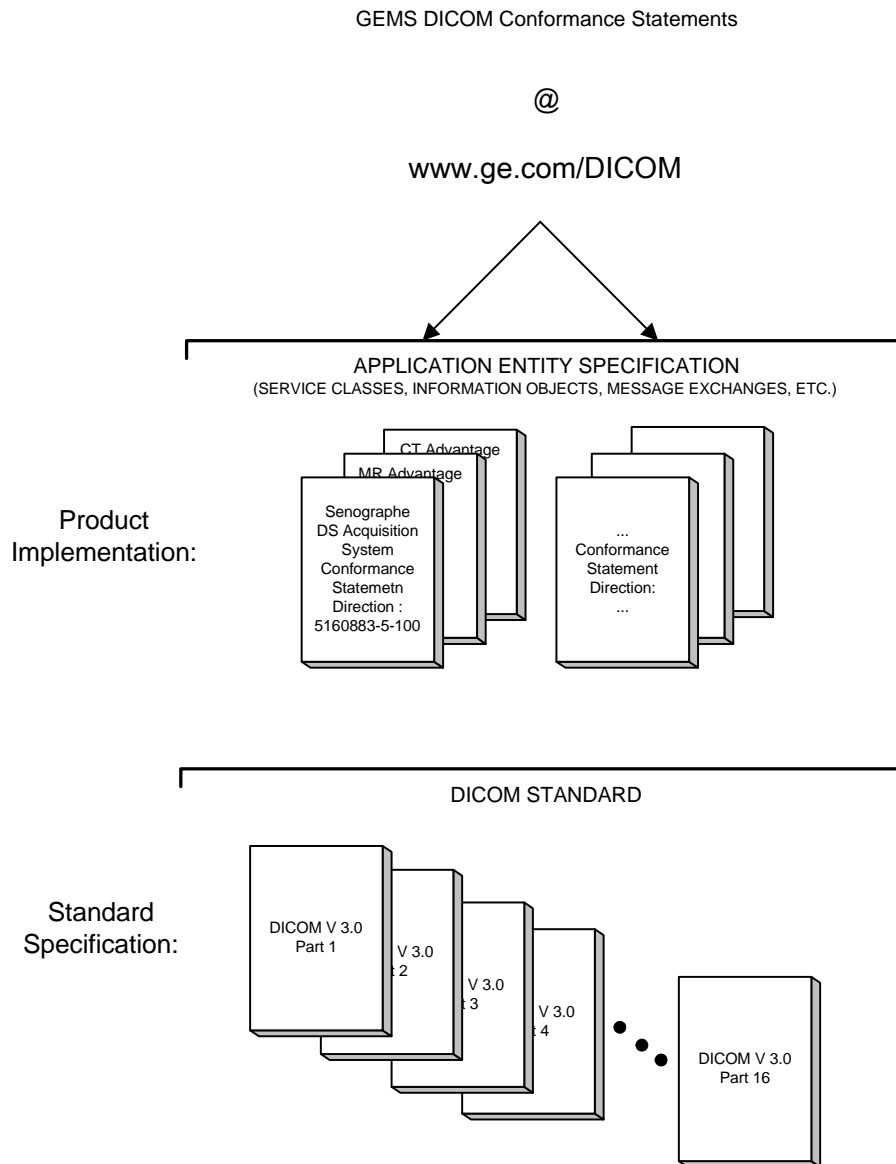 GEMS DICOM Conformance Statements
@
www.ge.com/DICOM
APPLICATION ENTITY SPECIFICATION
(SERVICE CLASSES, INFORMATION OBJECTS, MESSAGE EXCHANGES, ETC.)
Product
Implementation:
CT Advantage
MR Advantage
Senographe
DS Acquisition
System
Conformance
Statemetn
Direction :
5160883-5-100
...
Conformance
Statement
Direction:
...
DICOM STANDARD
Standard
Specification:
DICOM V 3.0
Part 1
V 3.0
t 2
V 3.0
t 3
V 3.0
t 4
DICOM V 3.0
Part 16